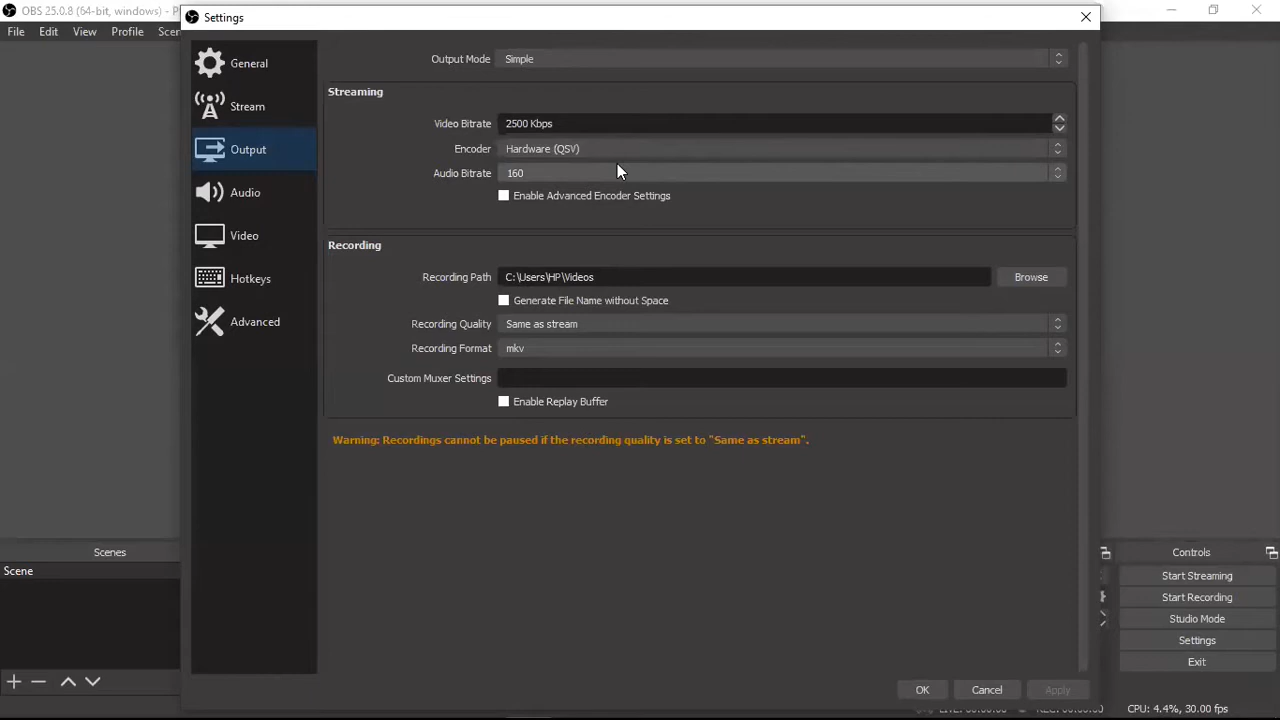 OBS 25.0.8 (64-bit, windows) - P
Settings
File Edit View Profile Scen
General
Stream
Output
Audio
Video
Hotkeys
Advanced
Output Mode Simple
Streaming
Video Bitrate 2500 Kbps
Encoder Hardware (QSV)
Audio Bitrate 160
Enable Advanced Encoder Settings
Recording
Recording Path C:\Users\HP\Videos Browse
Generate File Name without Space
Recording Quality Same as stream
Recording Format mkv
Custom Muxer Settings
Enable Replay Buffer
Warning: Recordings cannot be paused if the recording quality is set to "Same as stream".
OK Cancel Apply
Scenes
Scene
Controls
Start Streaming
Start Recording
Studio Mode
Settings
Exit
CPU: 4.4%, 30.00 fps